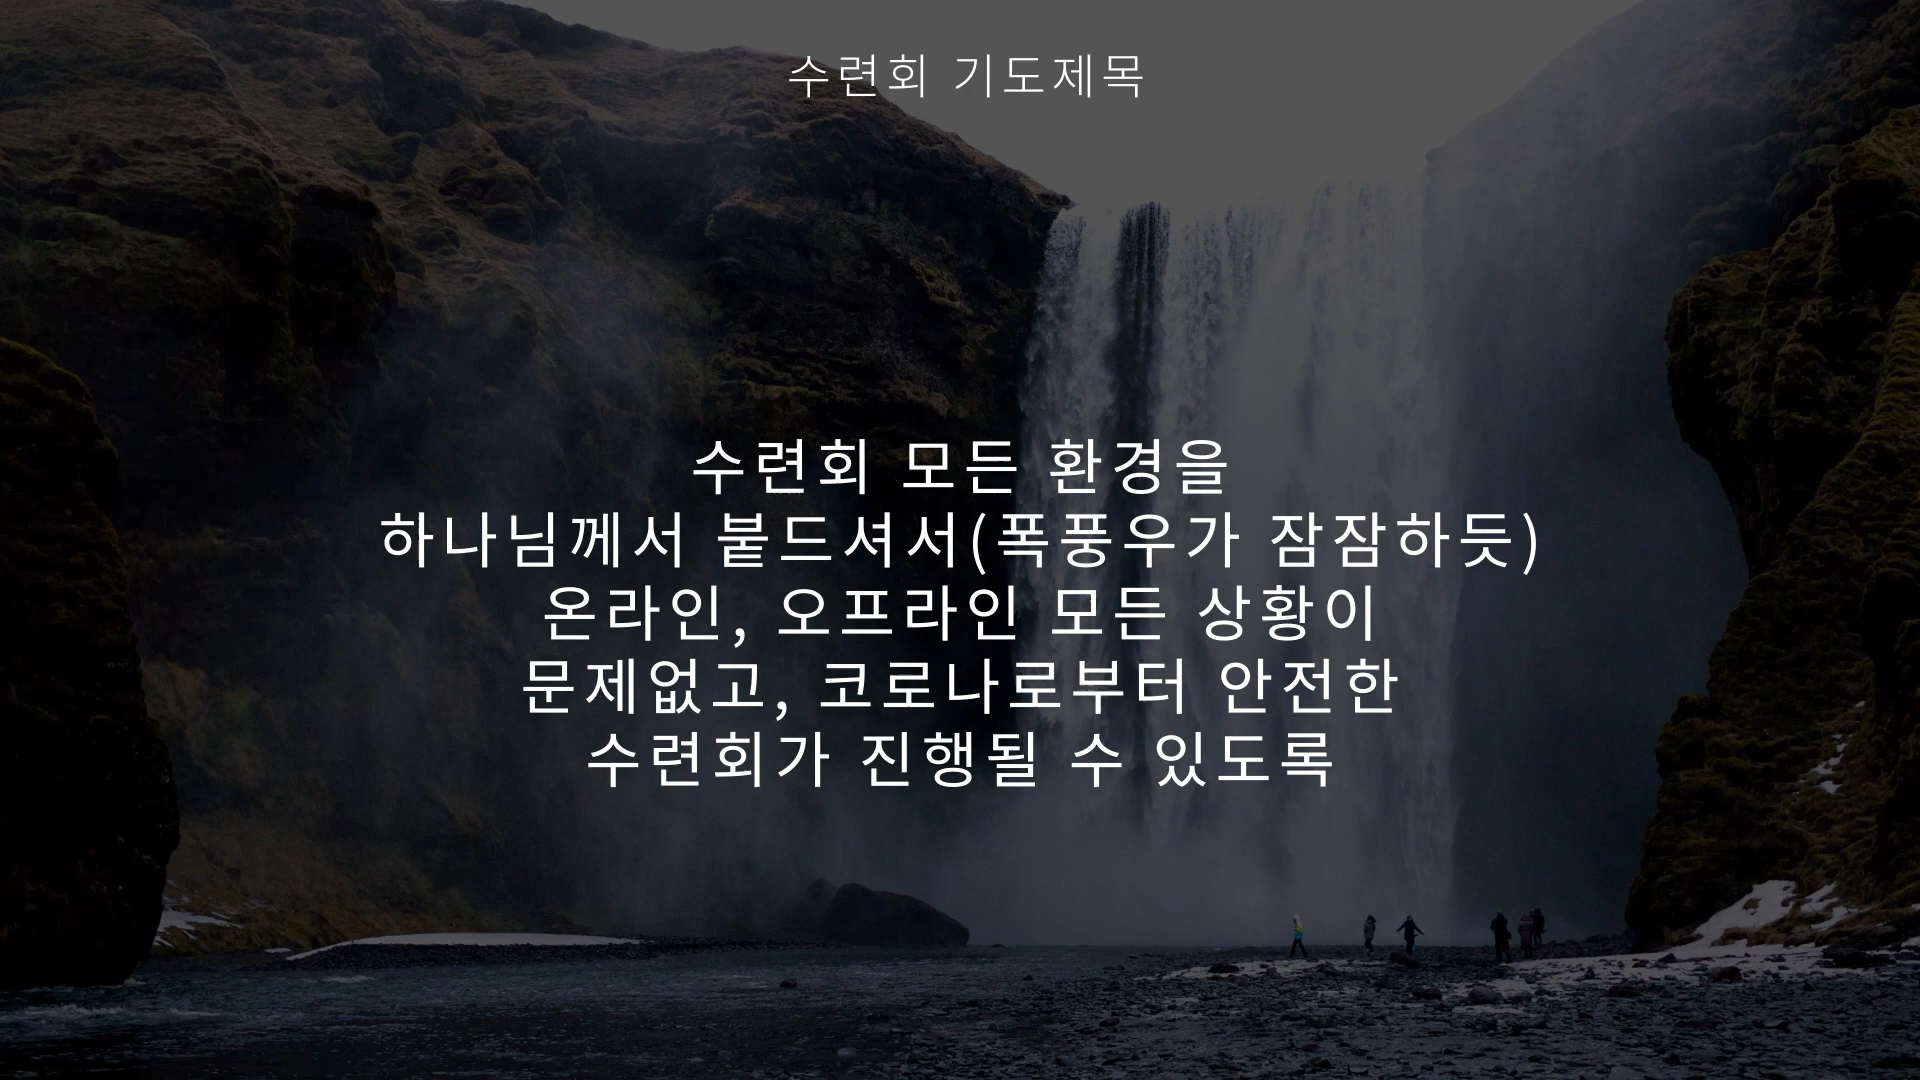 수련회 기도제목
수련회 모든 환경을
하나님께서 붙드셔서(폭풍우가 잠잠하듯)
온라인, 오프라인 모든 상황이
문제없고, 코로나로부터 안전한
수련회가 진행될 수 있도록